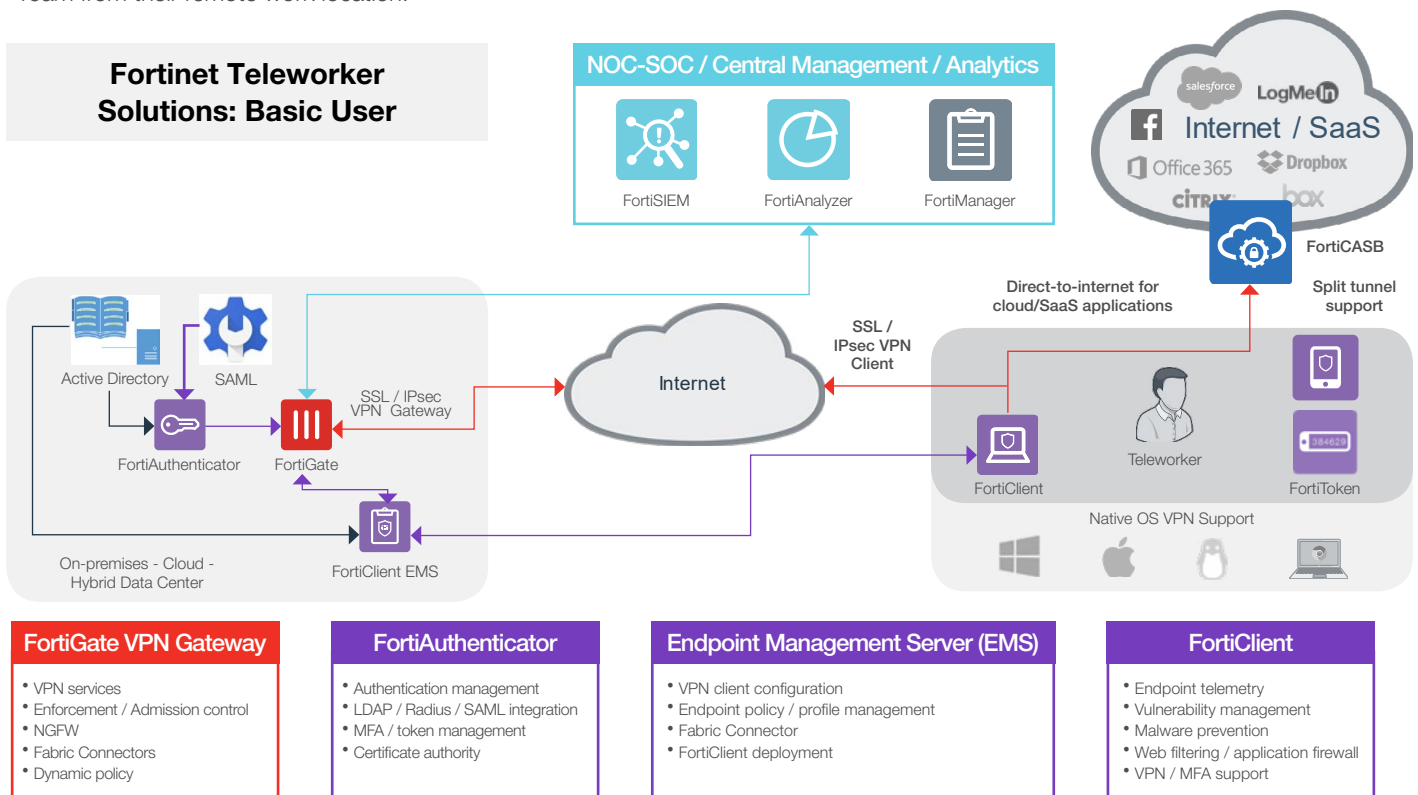 Team from their remote work location.
Fortinet Teleworker
Solutions: Basic User
NOC-SOC / Central Management / Analytics
FortiSIEM
FortiAnalyzer
FortiManager
salesforce
LogMeIn
Internet / SaaS
Office 365
Dropbox
CITRIX
box
FortiCASB
Direct-to-internet for
cloud/SaaS applications
Split tunnel
support
Active Directory
SAML
SSL / IPsec
VPN Gateway
FortiAuthenticator
FortiGate
FortiClient EMS
On-premises - Cloud -
Hybrid Data Center
Internet
SSL /
IPsec VPN
Client
FortiClient
Teleworker
384629
FortiToken
Native OS VPN Support
FortiGate VPN Gateway
• VPN services
• Enforcement / Admission control
• NGFW
• Fabric Connectors
• Dynamic policy
FortiAuthenticator
• Authentication management
• LDAP / Radius / SAML integration
• MFA / token management
• Certificate authority
Endpoint Management Server (EMS)
• VPN client configuration
• Endpoint policy / profile management
• Fabric Connector
• FortiClient deployment
FortiClient
• Endpoint telemetry
• Vulnerability management
• Malware prevention
• Web filtering / application firewall
• VPN / MFA support